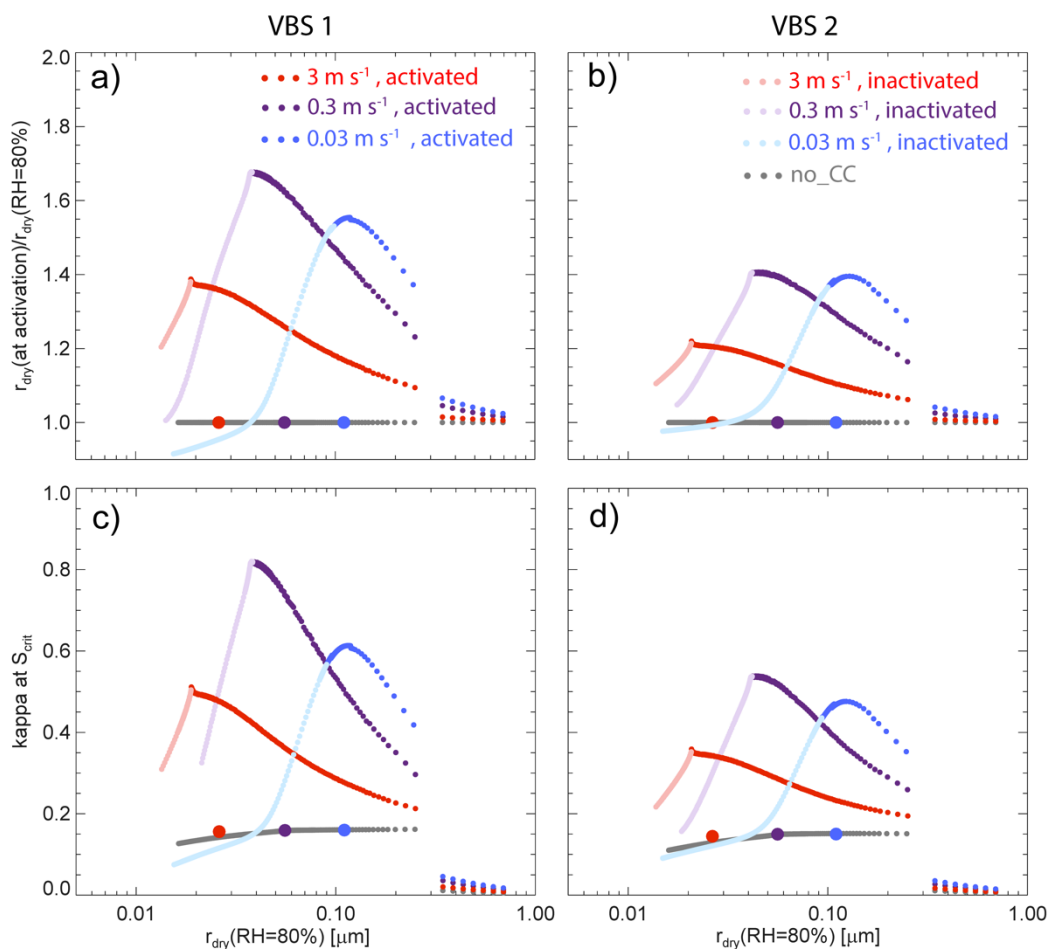 VBS 1
VBS 2
a)
3 m s⁻¹ , activated
0.3 m s⁻¹ , activated
0.03 m s⁻¹ , activated
b)
3 m s⁻¹ , inactivated
0.3 m s⁻¹ , inactivated
0.03 m s⁻¹ , inactivated
no_CC
r_dry(at activation)/r_dry(RH=80%)
2.0
1.8
1.6
1.4
1.2
1.0
c)
d)
kappa at S_crit
1.0
0.8
0.6
0.4
0.2
0.0
0.01
0.10
1.00
0.01
0.10
1.00
r_dry(RH=80%) [μm]
r_dry(RH=80%) [μm]